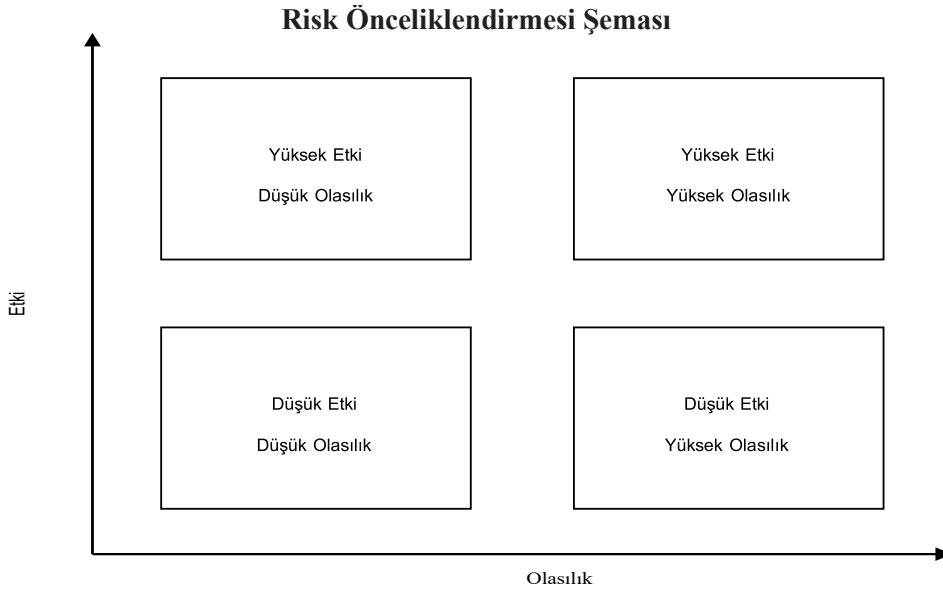 Risk Önceliklendirmesi Şeması
Yüksek Etki
Düşük Olasılık
Yüksek Etki
Yüksek Olasılık
Etki
Düşük Etki
Düşük Olasılık
Düşük Etki
Yüksek Olasılık
Olasılık